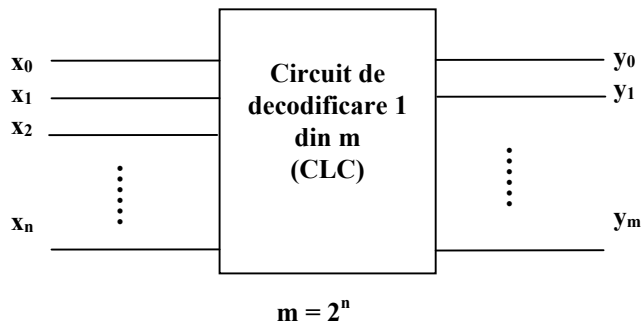 x₀
x₁
x₂
xₙ
Circuit de
decodificare 1
din m
(CLC)
y₀
y₁
yₘ
m = 2ⁿ